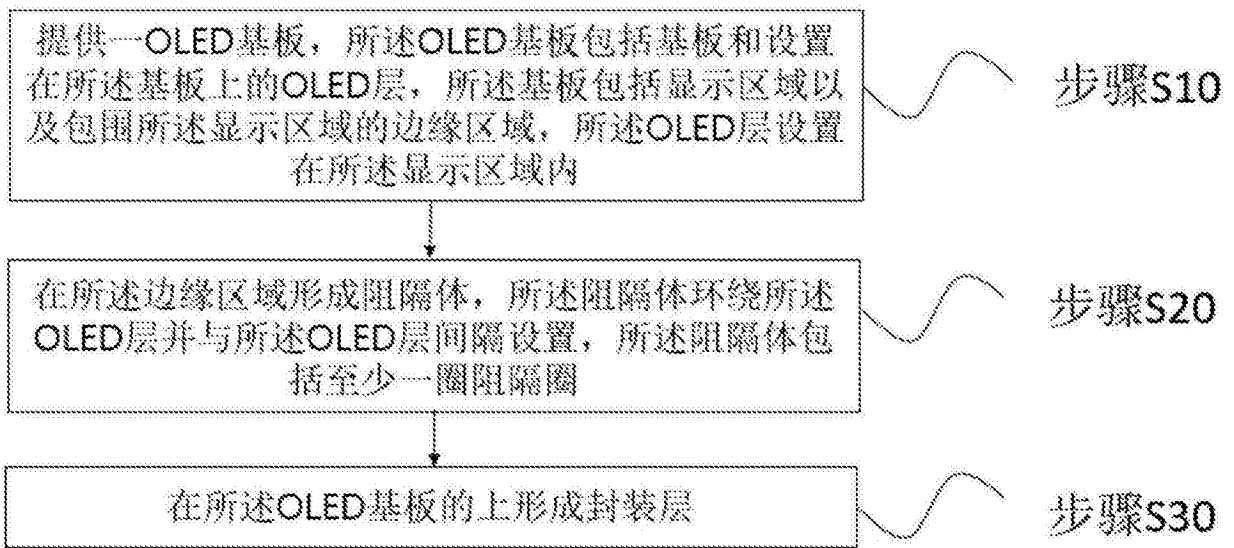 提供一OLED基板，所述OLED基板包括基板和设置
在所述基板上的OLED层，所述基板包括显示区域以
及包围所述显示区域的边缘区域，所述OLED层设置
在所述显示区域内
步骤S10
在所述边缘区域形成阻隔体，所述阻隔体环绕所述
OLED层并与所述OLED层间隔设置，所述阻隔体包
括至少一圈阻隔圈
步骤S20
在所述OLED基板的上形成封装层
步骤S30